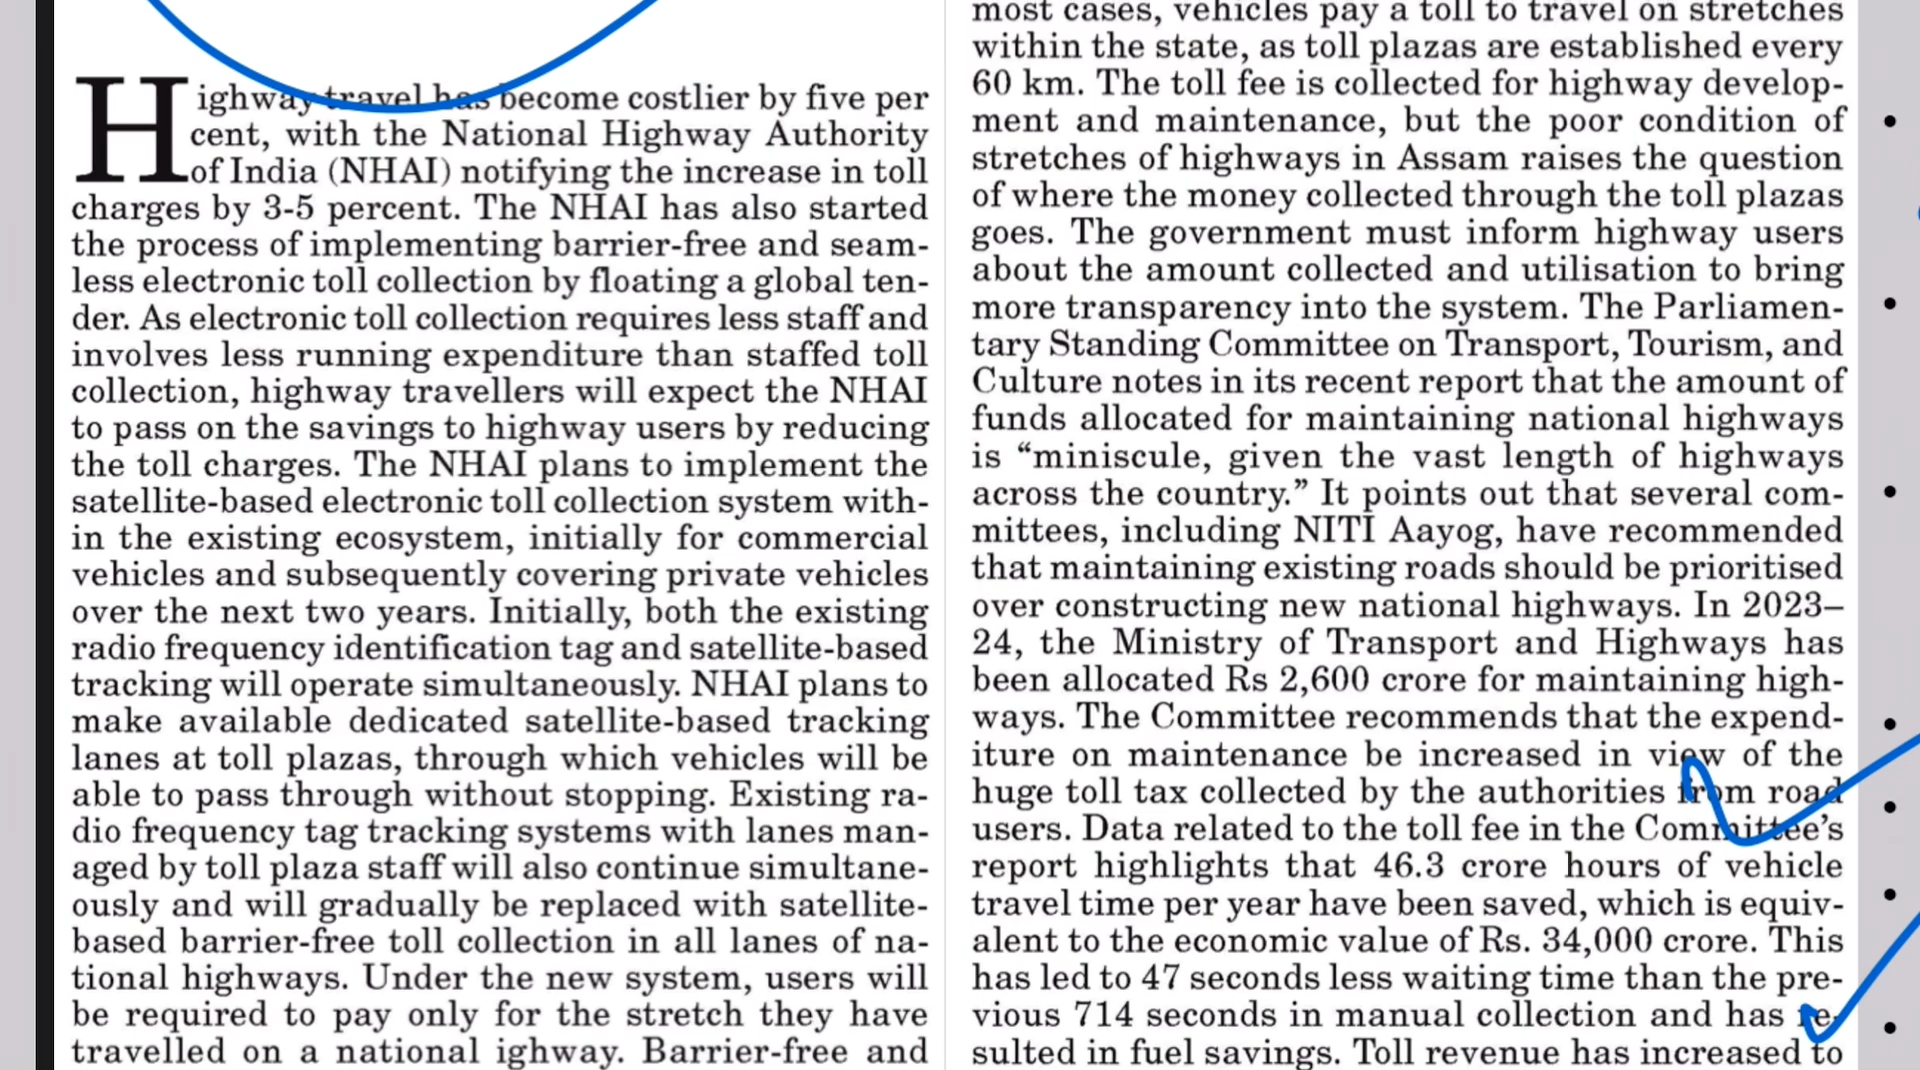 Highway travel has become costlier by five per
cent, with the National Highway Authority
of India (NHAI) notifying the increase in toll
charges by 3-5 percent. The NHAI has also started
the process of implementing barrier-free and seam-
less electronic toll collection by floating a global ten-
der. As electronic toll collection requires less staff and
involves less running expenditure than staffed toll
collection, highway travellers will expect the NHAI
to pass on the savings to highway users by reducing
the toll charges. The NHAI plans to implement the
satellite-based electronic toll collection system with-
in the existing ecosystem, initially for commercial
vehicles and subsequently covering private vehicles
over the next two years. Initially, both the existing
radio frequency identification tag and satellite-based
tracking will operate simultaneously. NHAI plans to
make available dedicated satellite-based tracking
lanes at toll plazas, through which vehicles will be
able to pass through without stopping. Existing ra-
dio frequency tag tracking systems with lanes man-
aged by toll plaza staff will also continue simultane-
ously and will gradually be replaced with satellite-
based barrier-free toll collection in all lanes of na-
tional highways. Under the new system, users will
be required to pay only for the stretch they have
travelled on a national ighway. Barrier-free and
most cases, vehicles pay a toll to travel on stretches
within the state, as toll plazas are established every
60 km. The toll fee is collected for highway develop-
ment and maintenance, but the poor condition of
stretches of highways in Assam raises the question
of where the money collected through the toll plazas
goes. The government must inform highway users
about the amount collected and utilisation to bring
more transparency into the system. The Parliamen-
tary Standing Committee on Transport, Tourism, and
Culture notes in its recent report that the amount of
funds allocated for maintaining national highways
is “miniscule, given the vast length of highways
across the country.” It points out that several com-
mittees, including NITI Aayog, have recommended
that maintaining existing roads should be prioritised
over constructing new national highways. In 2023–
24, the Ministry of Transport and Highways has
been allocated Rs 2,600 crore for maintaining high-
ways. The Committee recommends that the expend-
iture on maintenance be increased in view of the
huge toll tax collected by the authorities from road
users. Data related to the toll fee in the Committee’s
report highlights that 46.3 crore hours of vehicle
travel time per year have been saved, which is equiv-
alent to the economic value of Rs. 34,000 crore. This
has led to 47 seconds less waiting time than the pre-
vious 714 seconds in manual collection and has re-
sulted in fuel savings. Toll revenue has increased to